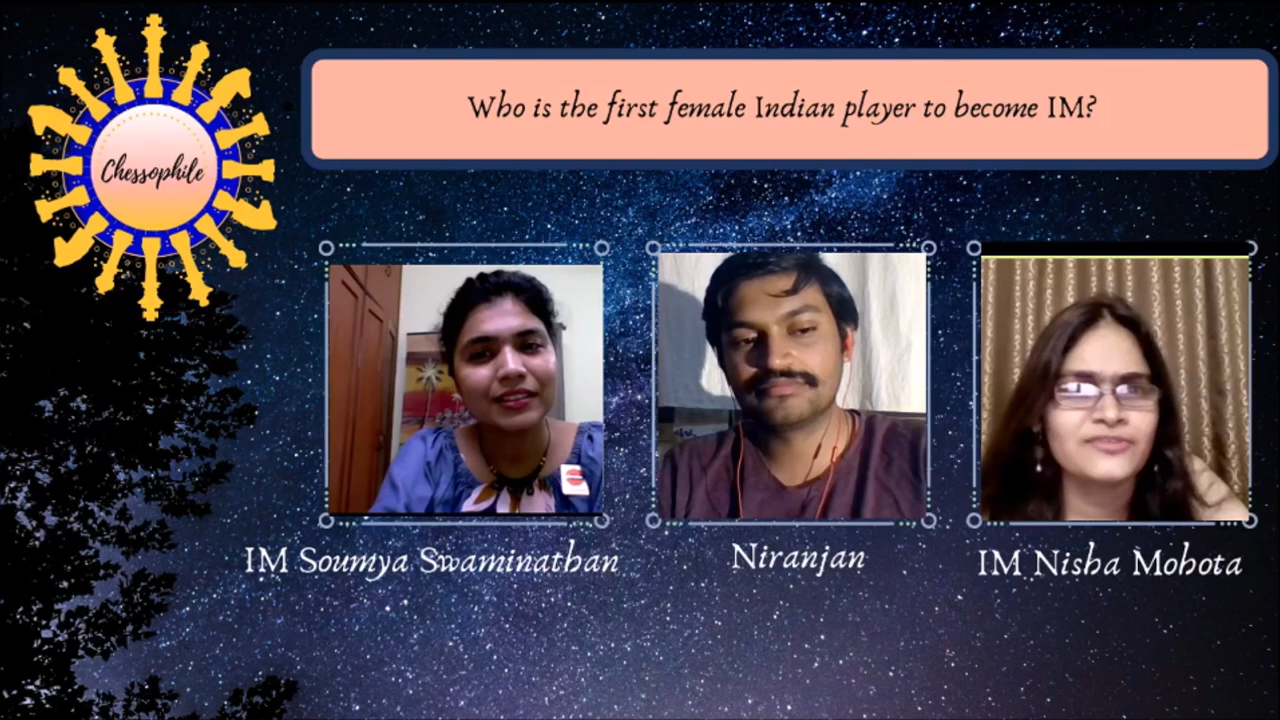 Chessophile
Who is the first female Indian player to become IM?
IM Soumya Swaminathan
Niranjan
IM Nisha Mohota